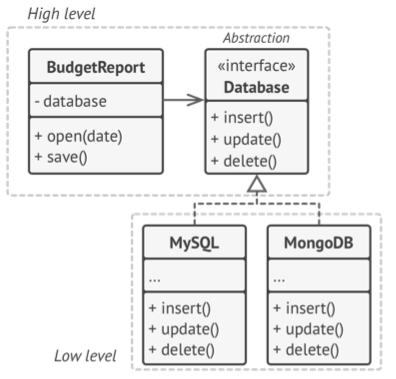 High level
Abstraction
BudgetReport
- database
+ open(date)
+ save()
«interface»
Database
+ insert()
+ update()
+ delete()
MySQL
...
+ insert()
+ update()
+ delete()
MongoDB
...
+ insert()
+ update()
+ delete()
Low level